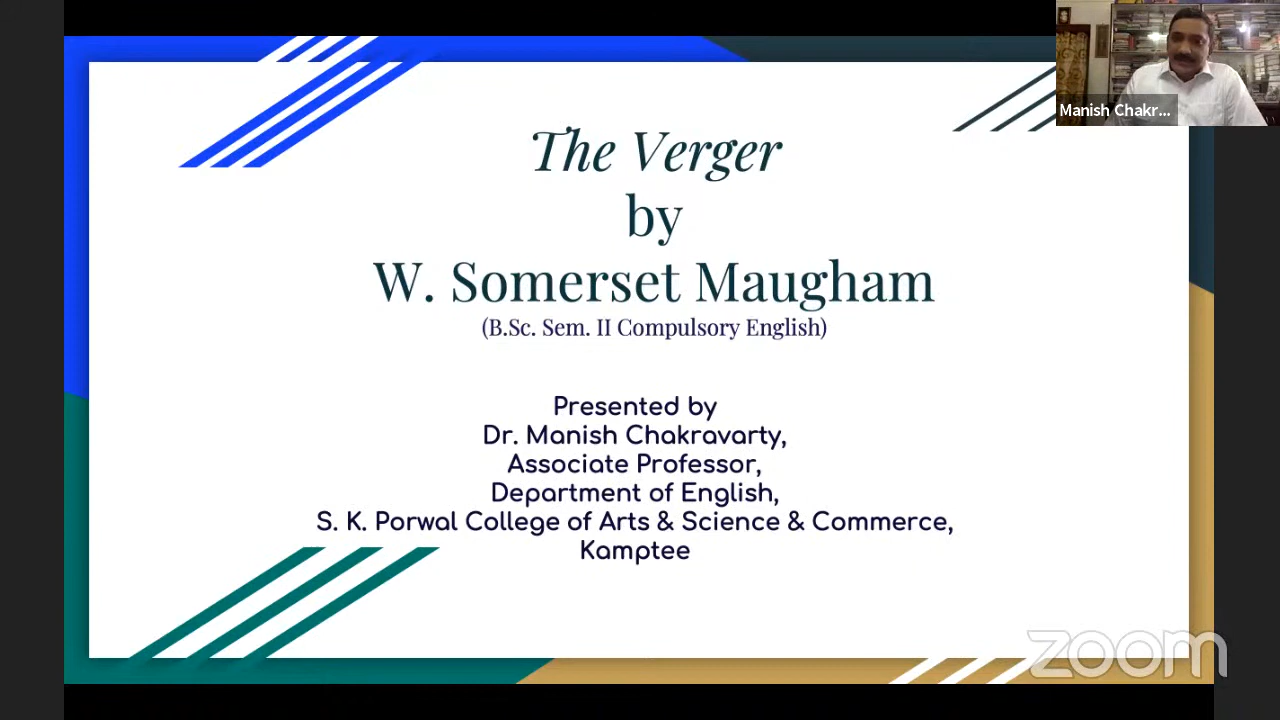 Manish Chakr...
The Verger
by
W. Somerset Maugham
(B.Sc. Sem. II Compulsory English)
Presented by
Dr. Manish Chakravarty,
Associate Professor,
Department of English,
S. K. Porwal College of Arts & Science & Commerce,
Kamptee
zoom